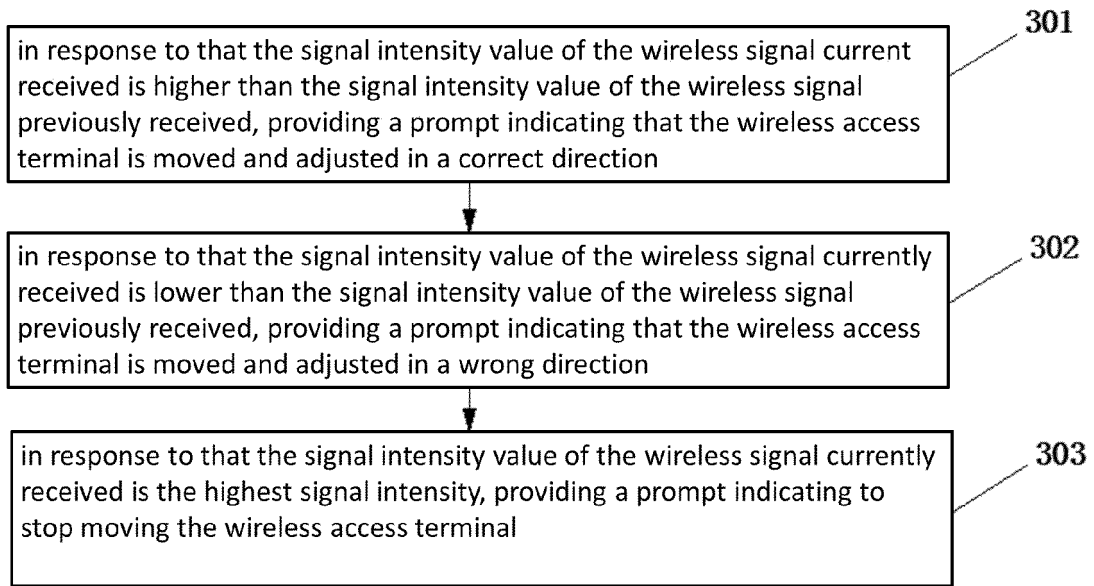 301
in response to that the signal intensity value of the wireless signal current
received is higher than the signal intensity value of the wireless signal
previously received, providing a prompt indicating that the wireless access
terminal is moved and adjusted in a correct direction
302
in response to that the signal intensity value of the wireless signal currently
received is lower than the signal intensity value of the wireless signal
previously received, providing a prompt indicating that the wireless access
terminal is moved and adjusted in a wrong direction
303
in response to that the signal intensity value of the wireless signal currently
received is the highest signal intensity, providing a prompt indicating to
stop moving the wireless access terminal